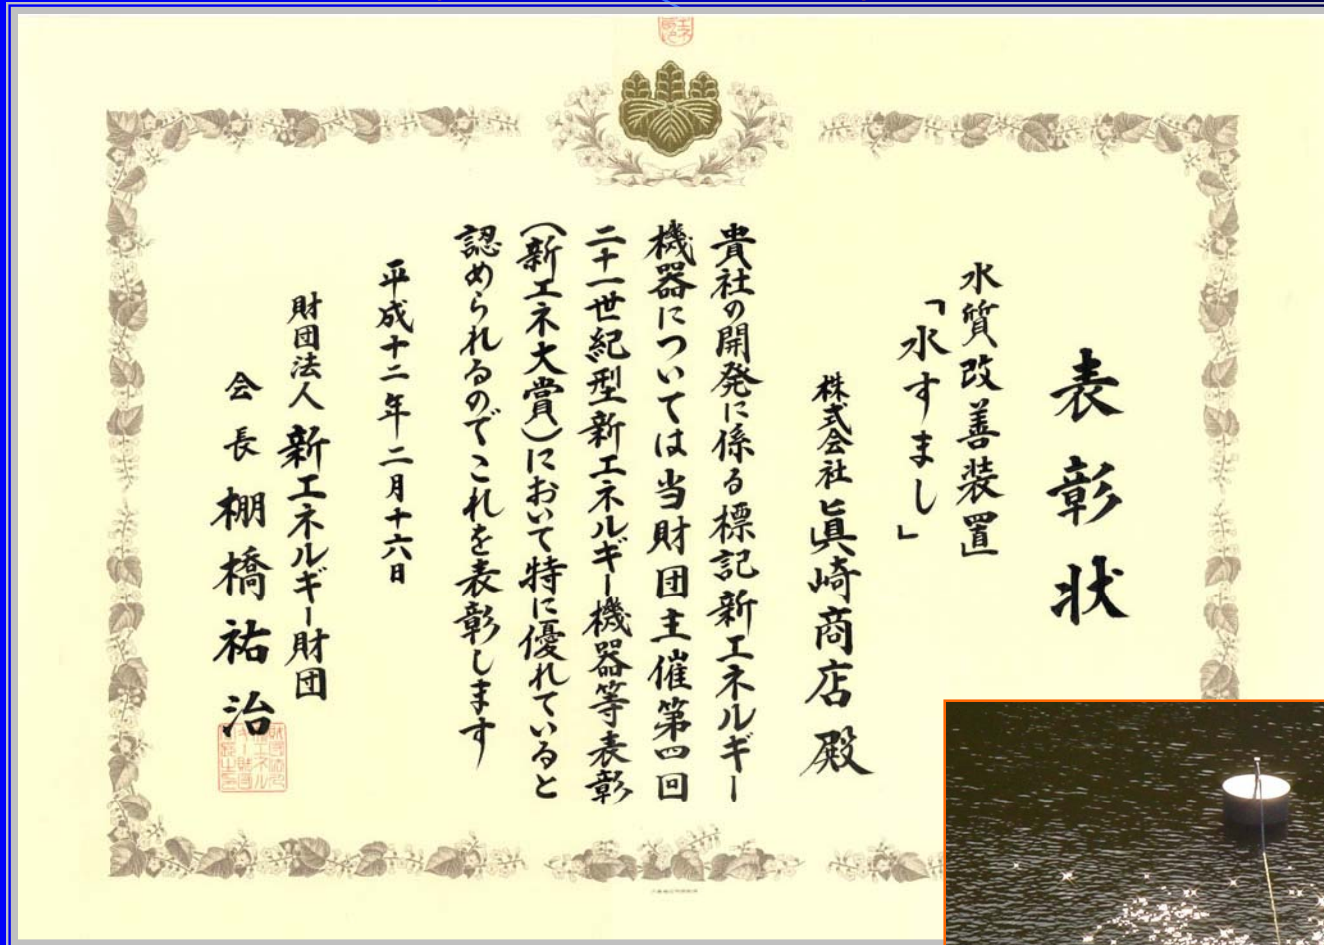 表彰状
水質改善装置
「水すまし」
株式会社眞崎商店殿
貴社の開発に係る標記新エネルギー
機器については当財団主催第四回
二十一世紀型新エネルギー機器等表彰
（新エネ大賞）において特に優れていると
認められるのでこれを表彰します
平成十二年二月十六日
財団法人新エネルギー財団
会長棚橋祐治